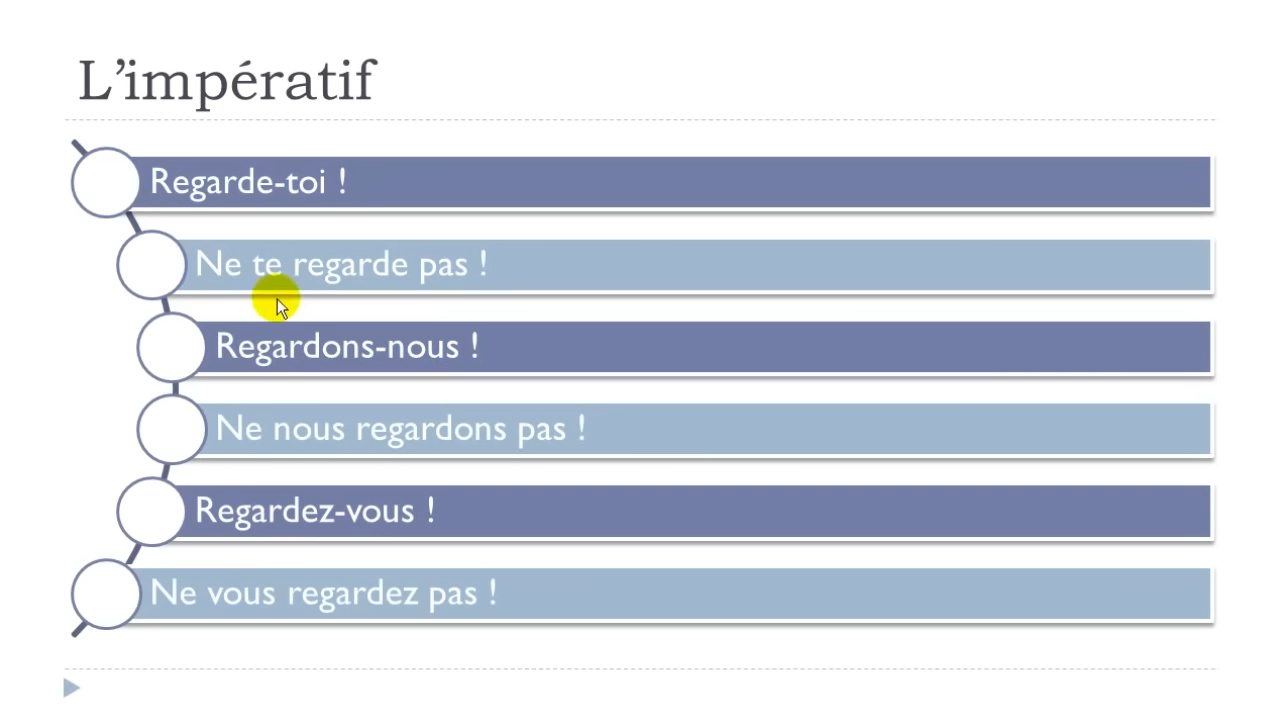 L’impératif
Regarde-toi !
Ne te regarde pas !
Regardons-nous !
Ne nous regardons pas !
Regardez-vous !
Ne vous regardez pas !